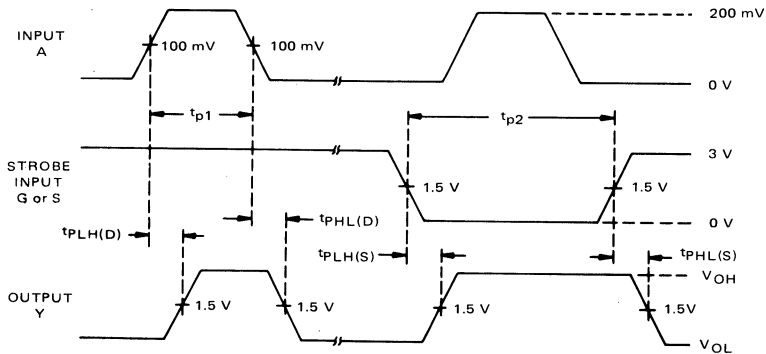 INPUT
A
100 mV
100 mV
200 mV
0 V
tp1
tp2
STROBE
INPUT
G or S
1.5 V
1.5 V
3 V
0 V
tPLH(D)
tPHL(D)
tPLH(S)
tPHL(S)
OUTPUT
Y
1.5 V
1.5 V
1.5 V
1.5V
VOH
VOL